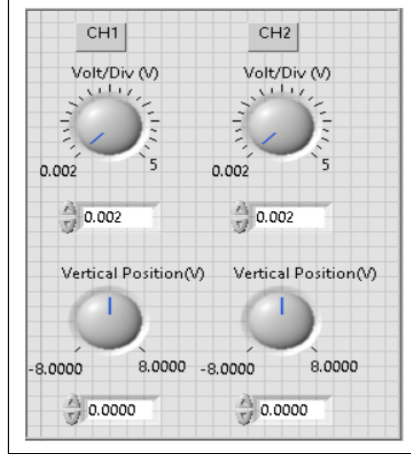 CH1 CH2
Volt/Div (V) Volt/Div (V)
0.002 5 0.002 5
0.002 0.002
Vertical Position(V) Vertical Position(V)
-8.0000 8.0000 -8.0000 8.0000
0.0000 0.0000